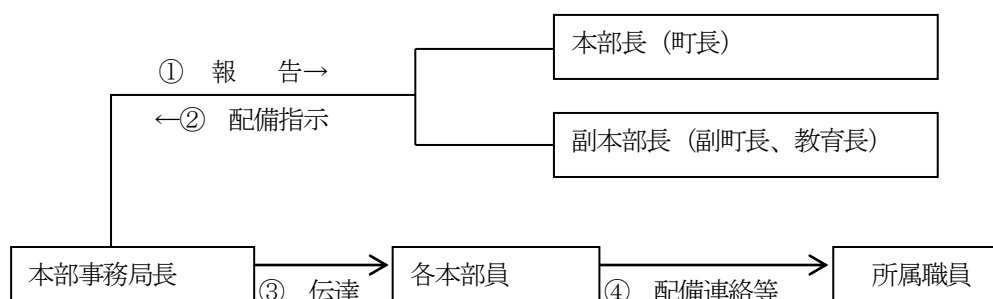 本部長（町長）
①　報　　告→
←②　配備指示
副本部長（副町長、教育長）
本部事務局長
③　伝達
各本部員
④　配備連絡等
所属職員